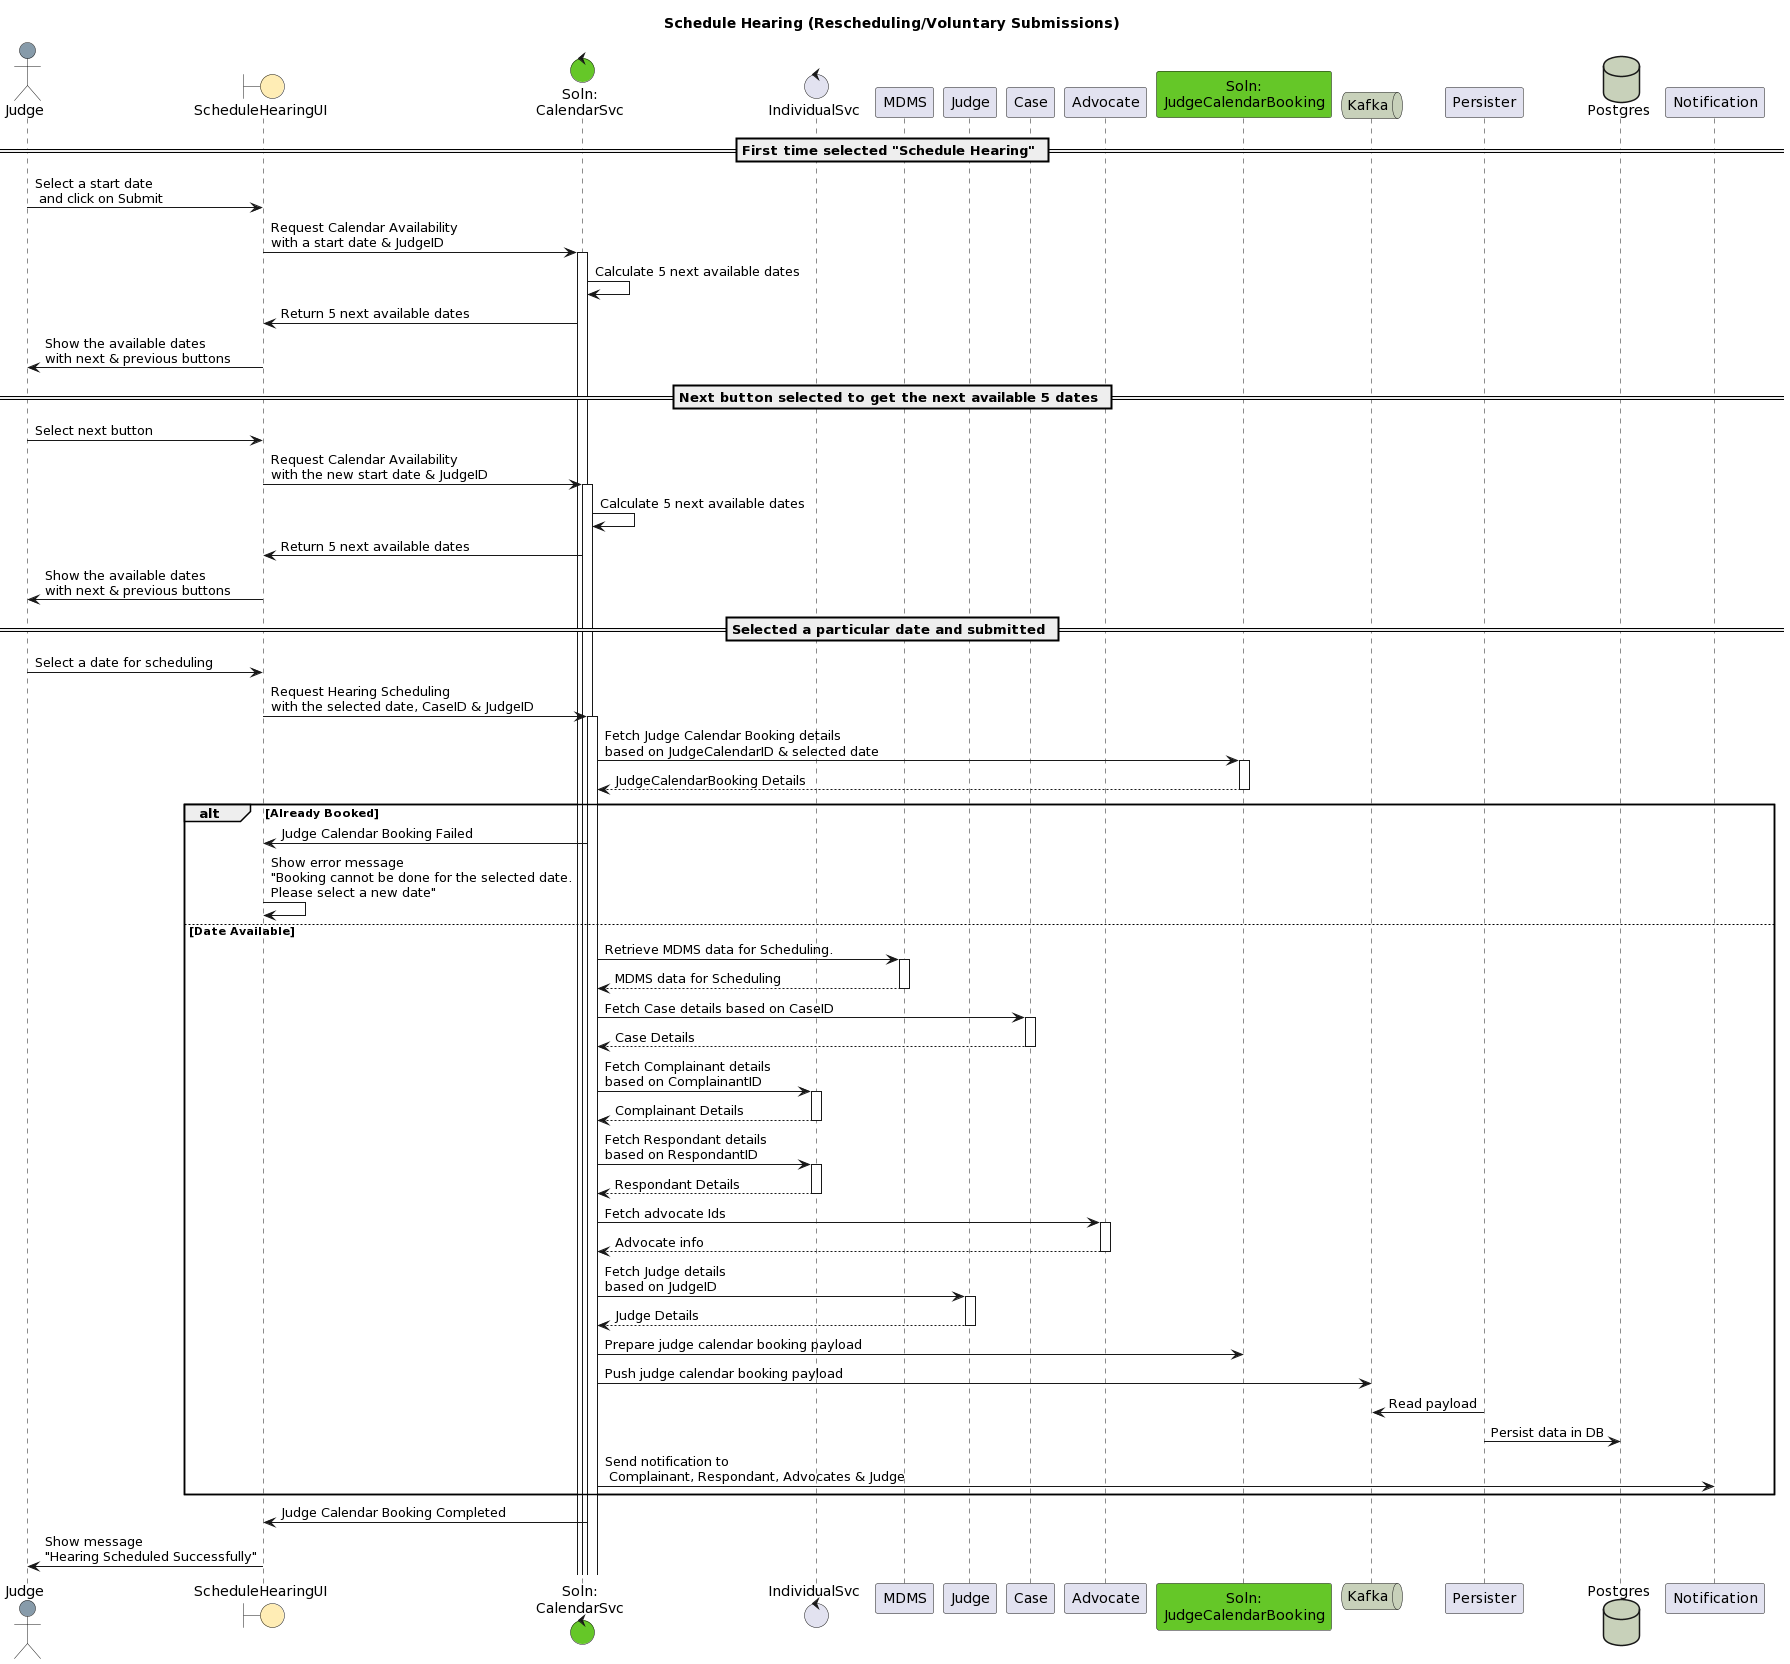 Schedule Hearing (Rescheduling/Voluntary Submissions)
Judge
ScheduleHearingUI
Soln:
CalendarSvc
IndividualSvc
MDMS
Judge
Case
Advocate
Soln:
JudgeCalendarBooking
Kafka
Persister
Postgres
Notification
First time selected "Schedule Hearing"
Select a start date
and click on Submit
Request Calendar Availability
with a start date & JudgeID
Calculate 5 next available dates
Return 5 next available dates
Show the available dates
with next & previous buttons
Next button selected to get the next available 5 dates
Select next button
Request Calendar Availability
with the new start date & JudgeID
Calculate 5 next available dates
Return 5 next available dates
Show the available dates
with next & previous buttons
Selected a particular date and submitted
Select a date for scheduling
Request Hearing Scheduling
with the selected date, CaseID & JudgeID
Fetch Judge Calendar Booking details
based on JudgeCalendarID & selected date
JudgeCalendarBooking Details
alt [Already Booked]
Judge Calendar Booking Failed
Show error message
"Booking cannot be done for the selected date.
Please select a new date"
[Date Available]
Retrieve MDMS data for Scheduling.
MDMS data for Scheduling
Fetch Case details based on CaseID
Case Details
Fetch Complainant details
based on ComplainantID
Complainant Details
Fetch Respondant details
based on RespondantID
Respondant Details
Fetch advocate Ids
Advocate info
Fetch Judge details
based on JudgeID
Judge Details
Prepare judge calendar booking payload
Push judge calendar booking payload
Read payload
Persist data in DB
Send notification to
Complainant, Respondant, Advocates & Judge
Judge Calendar Booking Completed
Show message
"Hearing Scheduled Successfully"
Judge
ScheduleHearingUI
Soln:
CalendarSvc
IndividualSvc
MDMS
Judge
Case
Advocate
Soln:
JudgeCalendarBooking
Kafka
Persister
Postgres
Notification